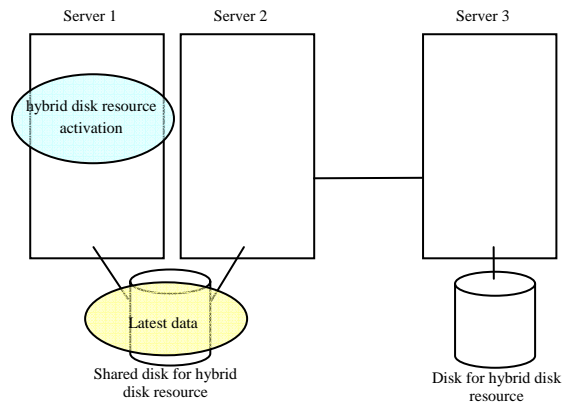 Server 1
Server 2
Server 3
hybrid disk resource
activation
Latest data
Shared disk for hybrid
disk resource
Disk for hybrid disk
resource